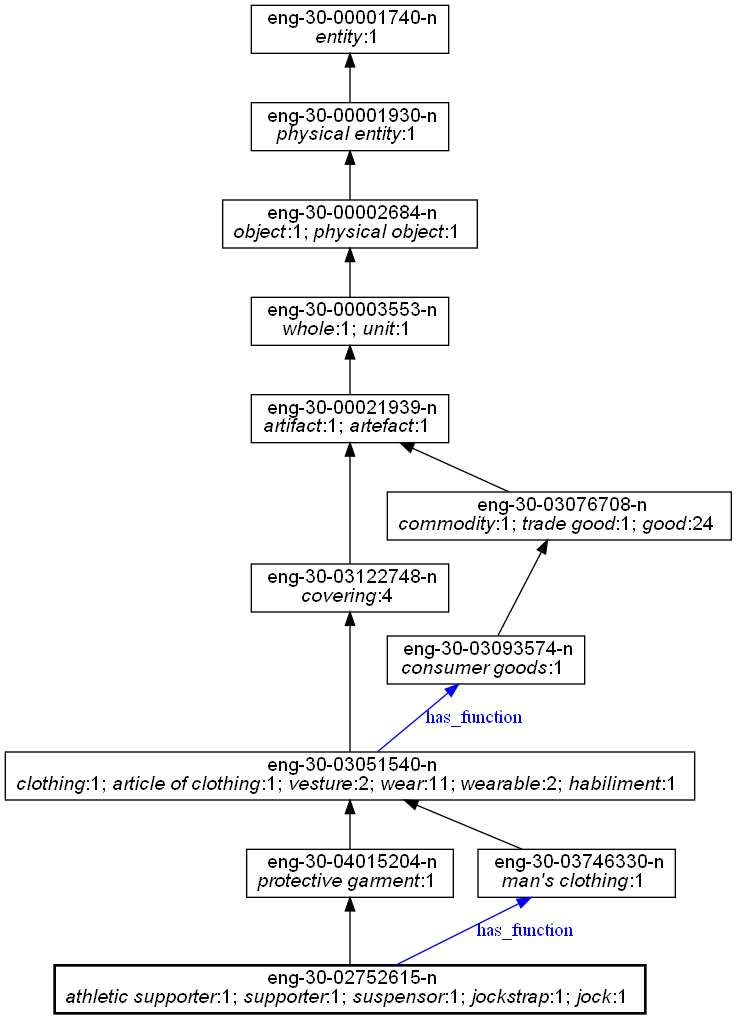 eng-30-00001740-n
entity:1
eng-30-00001930-n
physical entity:1
eng-30-00002684-n
object:1; physical object:1
eng-30-00003553-n
whole:1; unit:1
eng-30-00021939-n
artifact:1; artefact:1
eng-30-03076708-n
commodity:1; trade good:1; good:24
eng-30-03122748-n
covering:4
eng-30-03093574-n
consumer goods:1
has_function
eng-30-03051540-n
clothing:1; article of clothing:1; vesture:2; wear:11; wearable:2; habiliment:1
eng-30-04015204-n
protective garment:1
eng-30-03746330-n
man's clothing:1
has_function
eng-30-02752615-n
athletic supporter:1; supporter:1; suspensor:1; jockstrap:1; jock:1